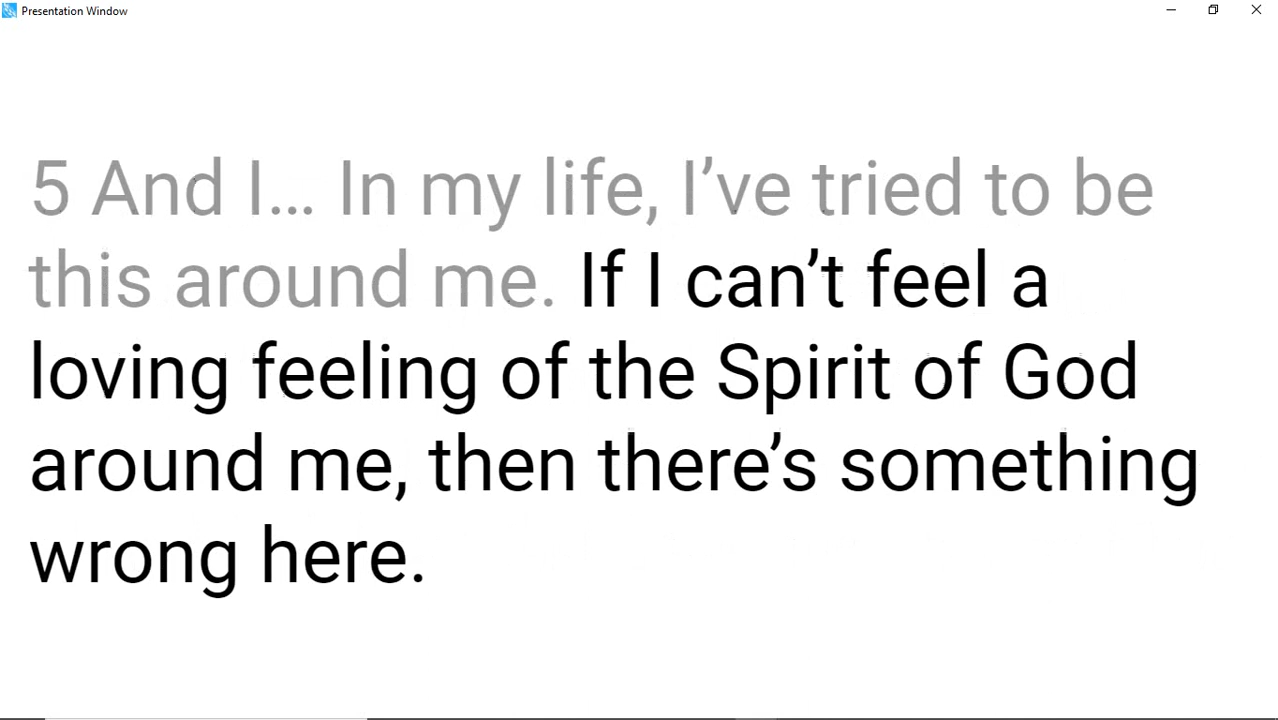 Presentation Window
5 And I… In my life, I’ve tried to be
this around me. If I can’t feel a
loving feeling of the Spirit of God
around me, then there’s something
wrong here.